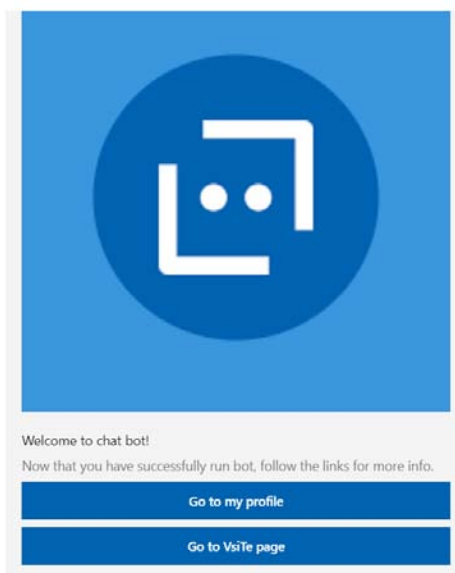 Welcome to chat bot!
Now that you have successfully run bot, follow the links for more info.
Go to my profile
Go to VsiTe page